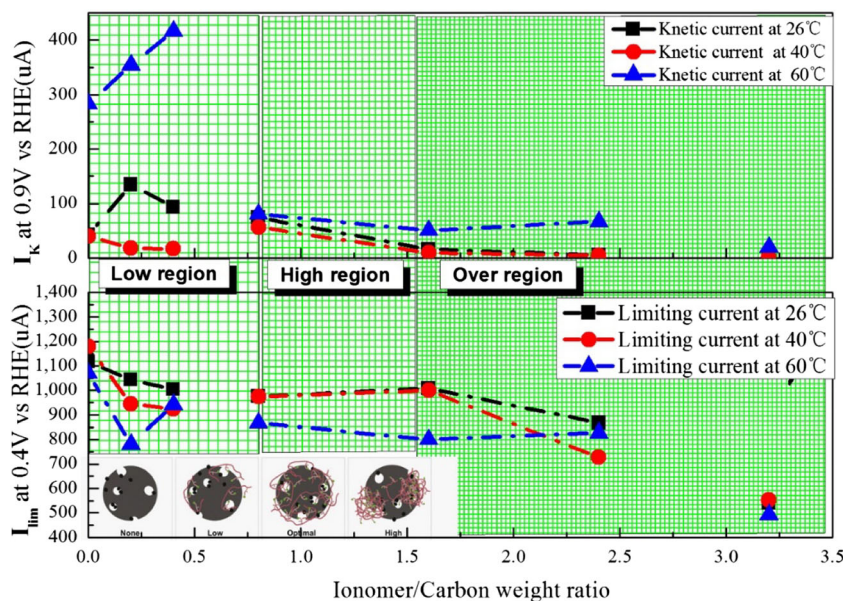 I_K at 0.9V vs RHE(uA)
400
300
200
100
0
Knetic current at 26℃
Knetic current at 40℃
Knetic current at 60℃
Low region
High region
Over region
I_lim at 0.4V vs RHE(uA)
1,400
1,300
1,200
1,100
1,000
900
800
700
600
500
400
Limiting current at 26℃
Limiting current at 40℃
Limiting current at 60℃
None
Low
Optimal
High
0.0
0.5
1.0
1.5
2.0
2.5
3.0
3.5
Ionomer/Carbon weight ratio